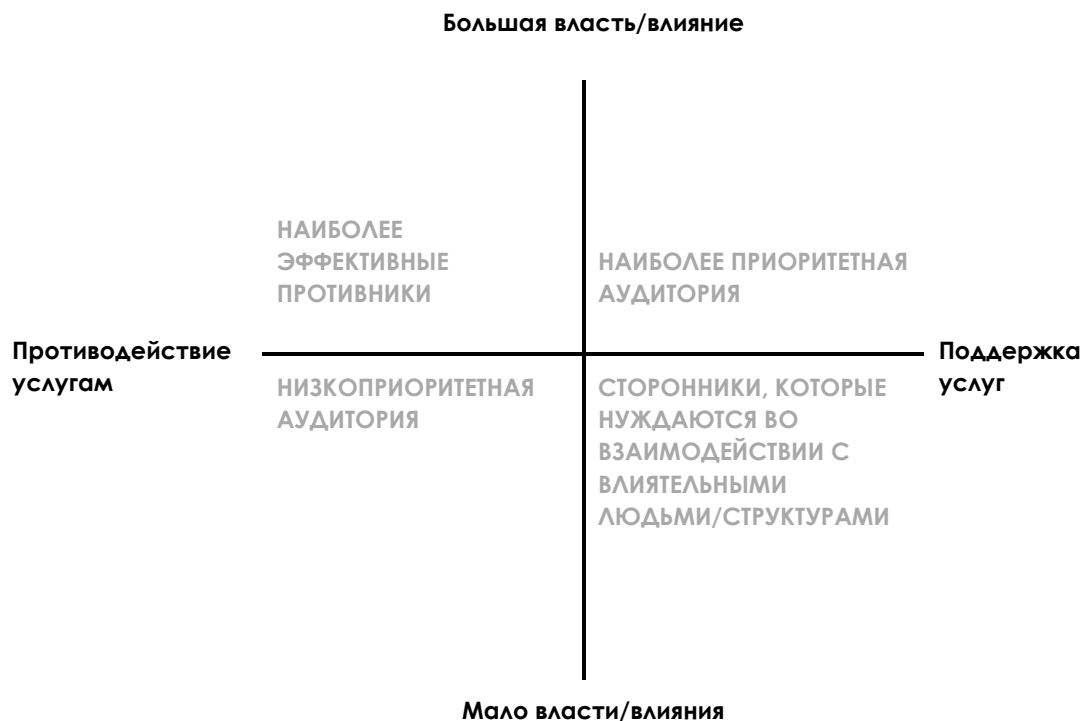 Большая власть/влияние
НАИБОЛЕЕ
ЭФФЕКТИВНЫЕ
ПРОТИВНИКИ
НАИБОЛЕЕ ПРИОРИТЕТНАЯ
АУДИТОРИЯ
Противодействие
услугам
Поддержка
услуг
НИЗКОПРИОРИТЕТНАЯ
АУДИТОРИЯ
СТОРОННИКИ, КОТОРЫЕ
НУЖДАЮТСЯ ВО
ВЗАИМОДЕЙСТВИИ С
ВЛИЯТЕЛЬНЫМИ
ЛЮДЬМИ/СТРУКТУРАМИ
Мало власти/влияния